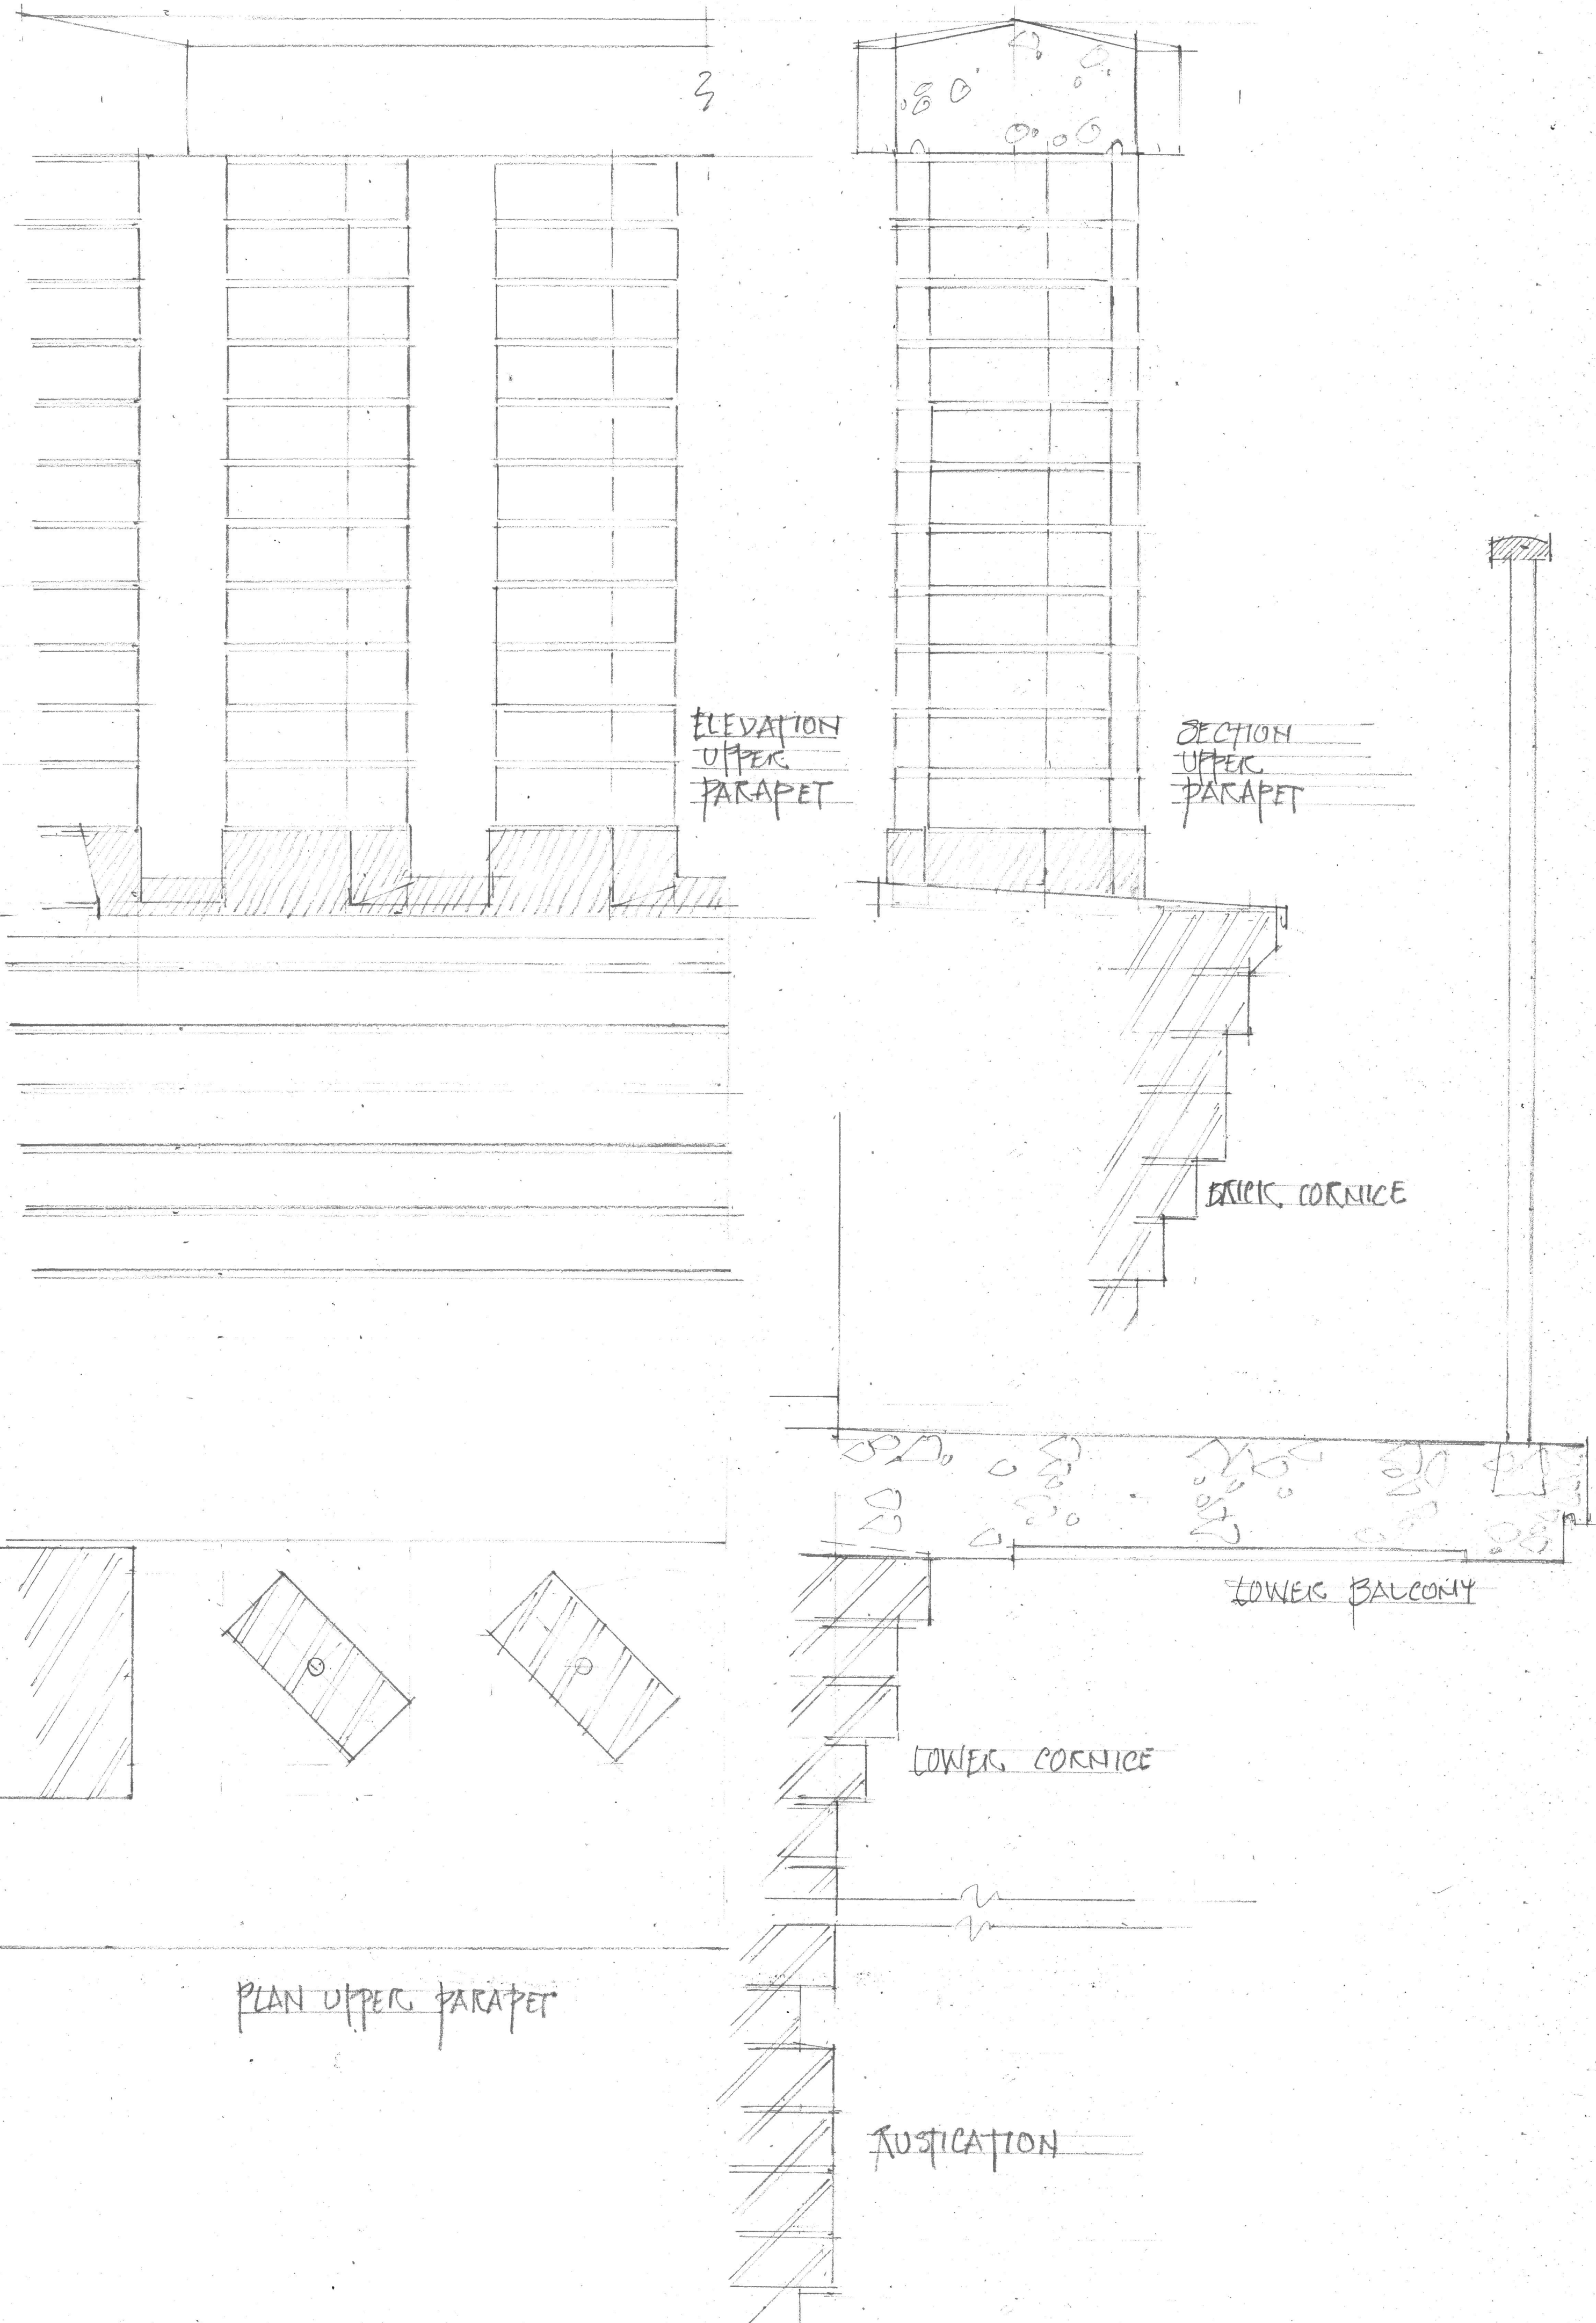 ELEVATION
UPPER
PARAPET
SECTION
UPPER
PARAPET
BRICK CORNICE
LOWER BALCONY
LOWER CORNICE
PLAN UPPER PARAPET
RUSTICATION